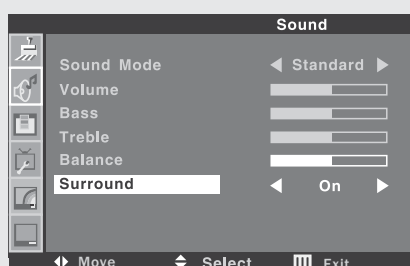 Sound
Sound Mode Standard
Volume
Bass
Treble
Balance
Surround On
Move Select Exit